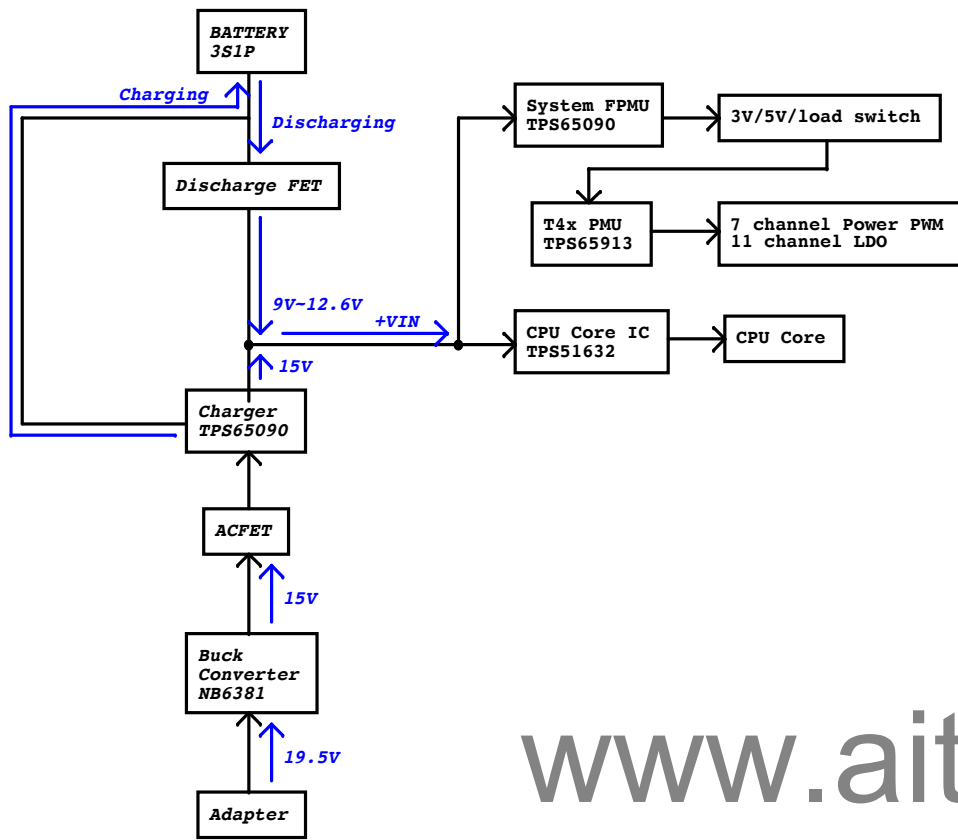 BATTERY
3S1P
Charging
Discharging
System FPMU
TPS65090
3V/5V/load switch
Discharge FET
T4x PMU
TPS65913
7 channel Power PWM
11 channel LDO
9V~12.6V
+VIN
CPU Core IC
TPS51632
CPU Core
15V
Charger
TPS65090
ACFET
15V
Buck
Converter
NB6381
19.5V
Adapter
www.ait